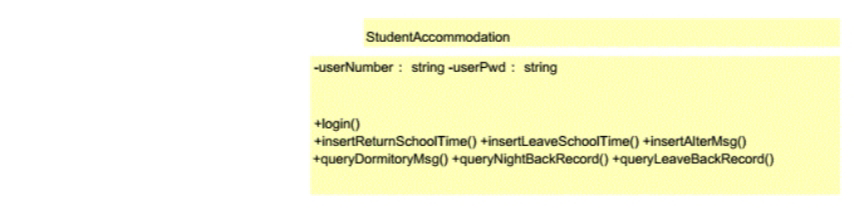 StudentAccommodation
-userNumber： string -userPwd： string
+login()
+insertReturnSchoolTime() +insertLeaveSchoolTime() +insertAlterMsg()
+queryDormitoryMsg() +queryNightBackRecord() +queryLeaveBackRecord()